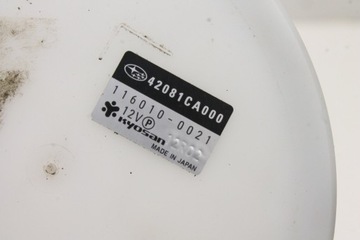 42081CA000
116010-0021
12V P
Kyosan
MADE IN JAPAN